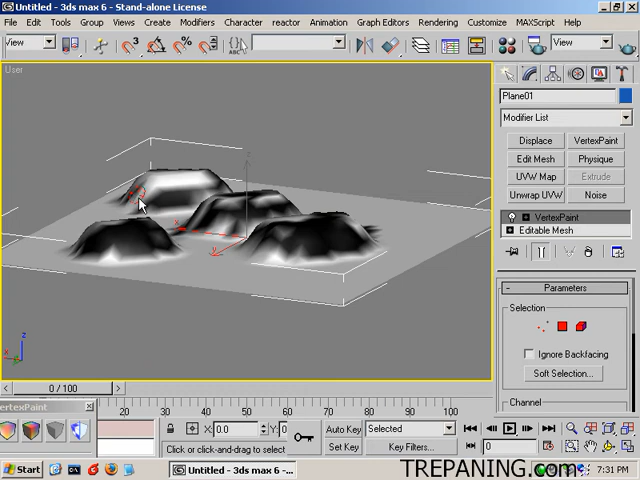 Untitled - 3ds max 6 - Stand-alone License
File Edit Tools Group Views Create Modifiers Character reactor Animation Graph Editors Rendering Customize MAXScript Help
View
3
ABC
View
User
z
x
y
Plane01
Modifier List
Displace VertexPaint
Edit Mesh Physique
UVW Map Extrude
Unwrap UVW Noise
VertexPaint
Editable Mesh
- Parameters
Selection
Ignore Backfacing
Soft Selection...
Channel
z
x
0 / 100
ertexPaint
20 30 40 50 60 70 80 90 100
X 0.0 Y: 0
Auto Key Selected
Set Key Key Filters...
0
Click or click-and-drag to select
Start
Untitled - 3ds max 6 -...
7:31 PM
TREPANING.com